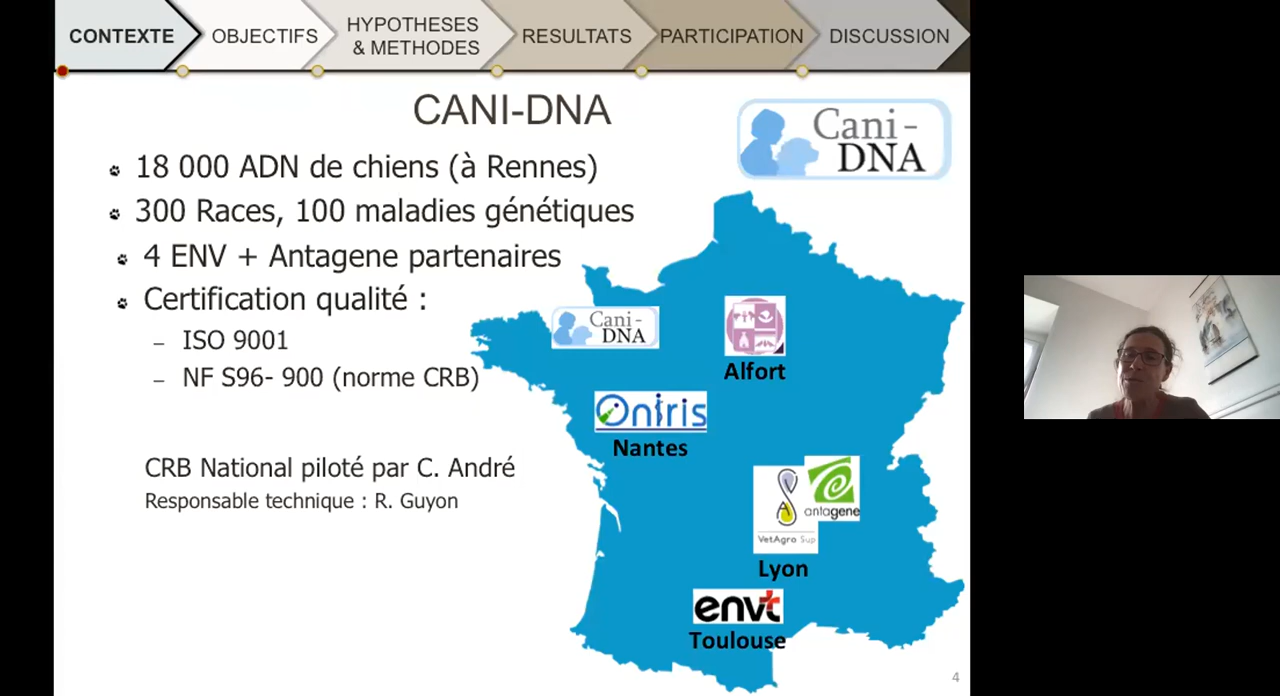 CONTEXTE
OBJECTIFS
HYPOTHESES
& METHODES
RESULTATS
PARTICIPATION
DISCUSSION
CANI-DNA
Cani-
DNA
18 000 ADN de chiens (à Rennes)
300 Races, 100 maladies génétiques
4 ENV + Antagene partenaires
Certification qualité :
– ISO 9001
– NF S96- 900 (norme CRB)
Cani-
DNA
Alfort
Oniris
Nantes
CRB National piloté par C. André
Responsable technique : R. Guyon
antagene
VetAgro Sup
Lyon
envt
Toulouse
4